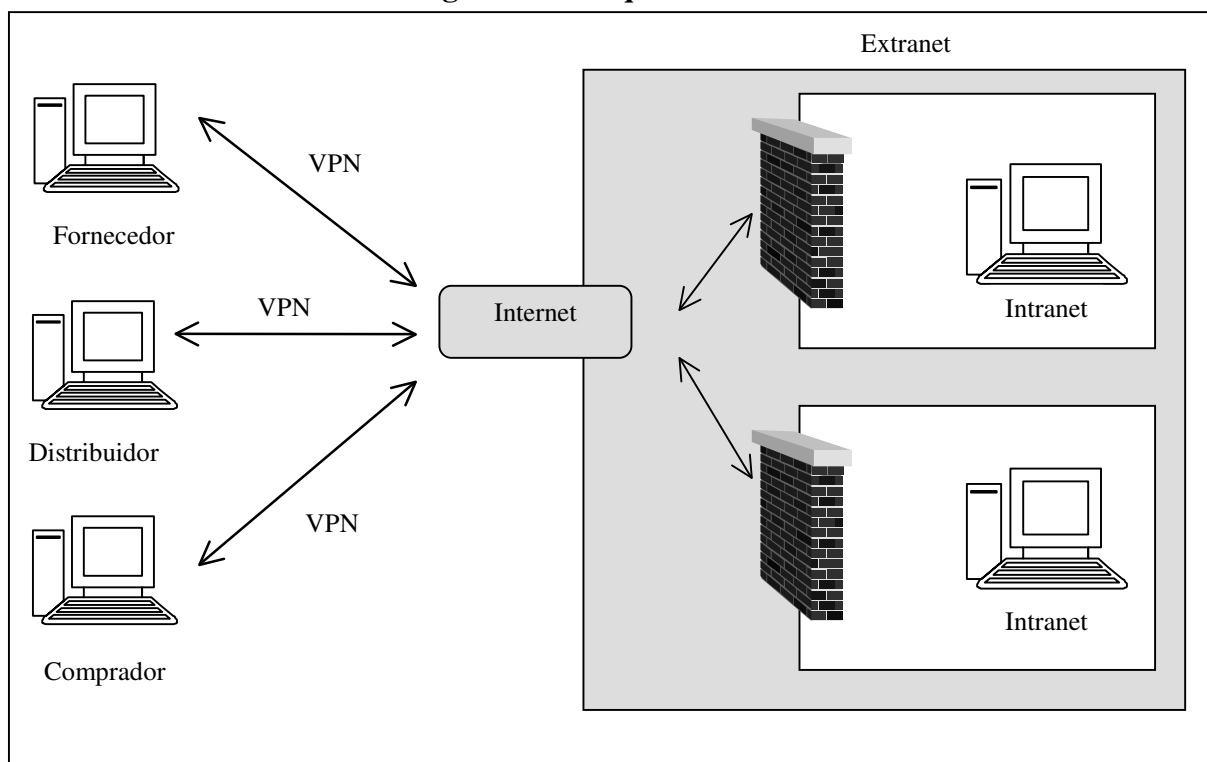 Extranet
VPN
Fornecedor
VPN
Internet
Intranet
Distribuidor
VPN
Intranet
Comprador